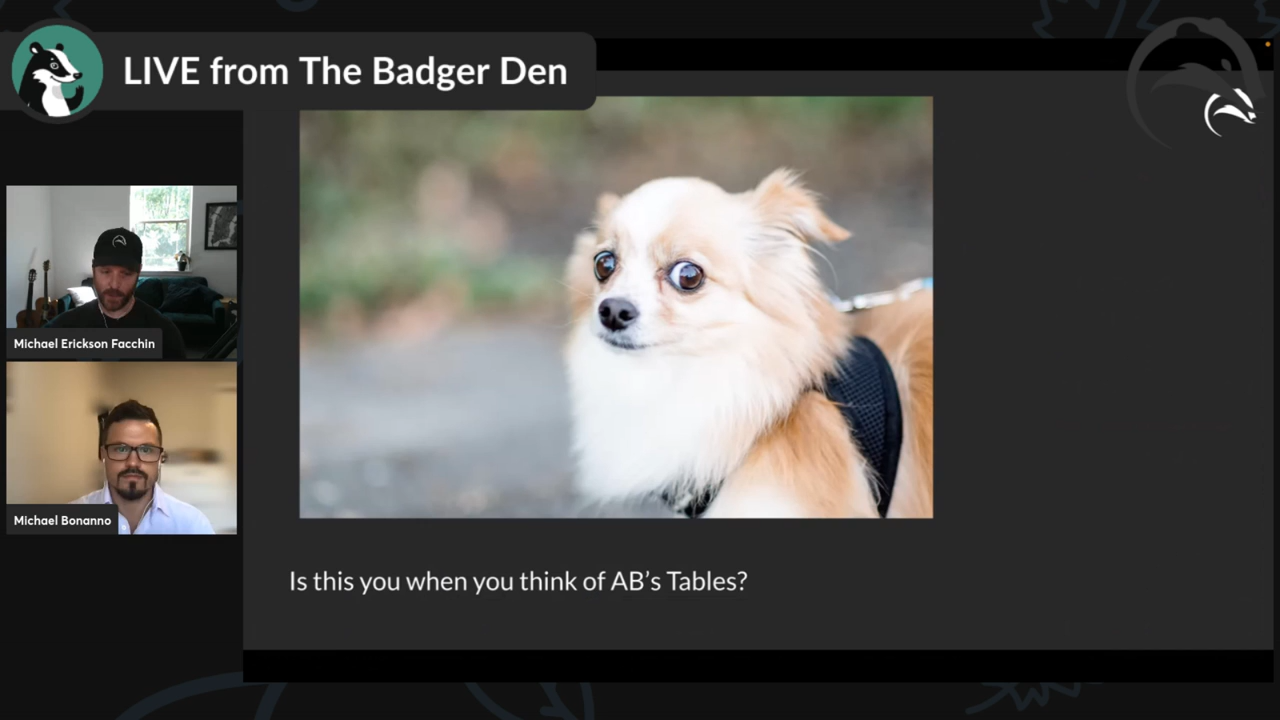 LIVE from The Badger Den
Michael Erickson Facchin
Michael Bonanno
Is this you when you think of AB’s Tables?